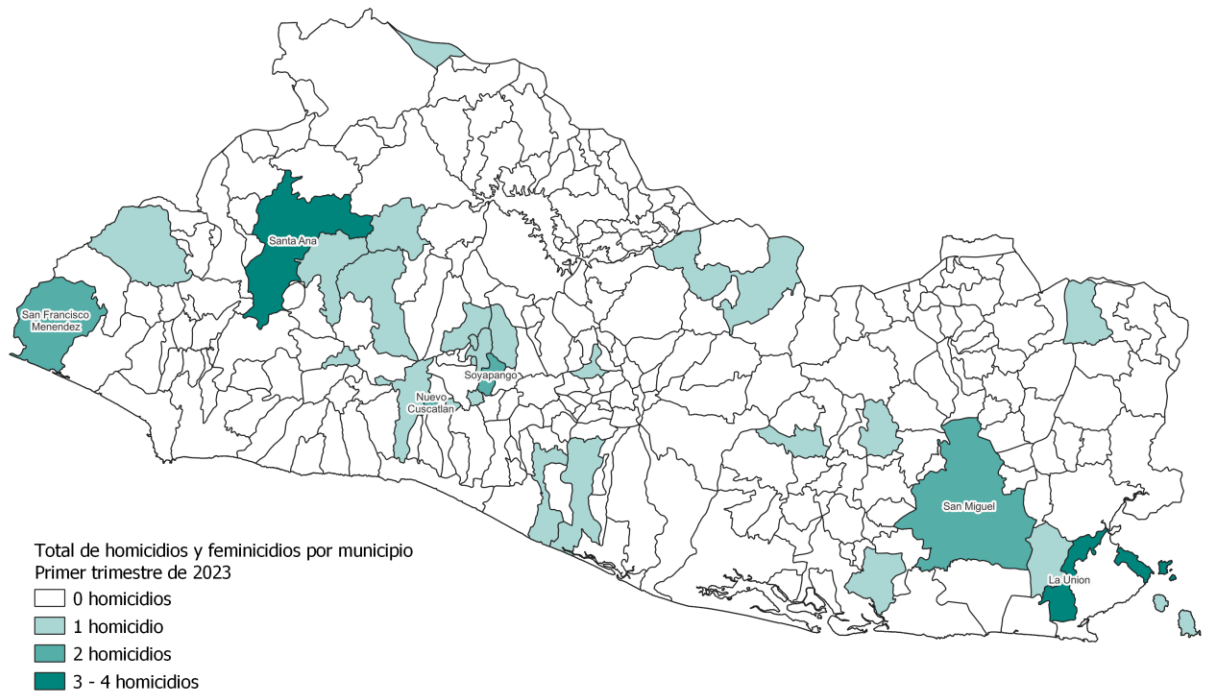 Santa Ana
San Francisco
Menendez
Soyapango
Nuevo
Cuscatlan
San Miguel
La Union
Total de homicidios y feminicidios por municipio
Primer trimestre de 2023
0 homicidios
1 homicidio
2 homicidios
3 - 4 homicidios